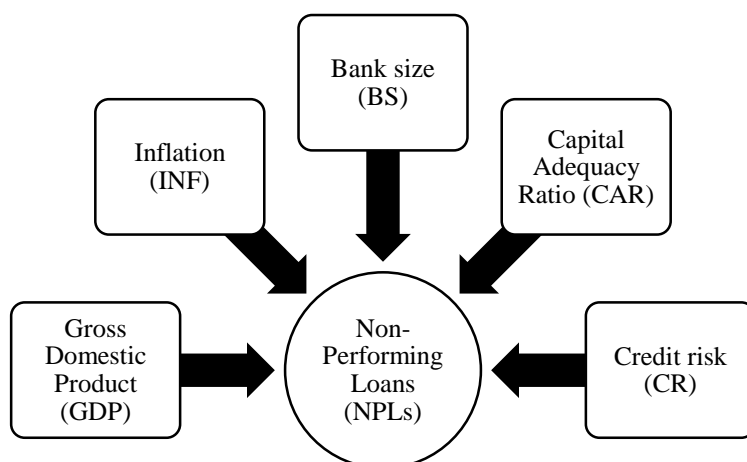 Bank size
(BS)
Inflation
(INF)
Capital
Adequacy
Ratio (CAR)
Gross
Domestic
Product
(GDP)
Non-
Performing
Loans
(NPLs)
Credit risk
(CR)